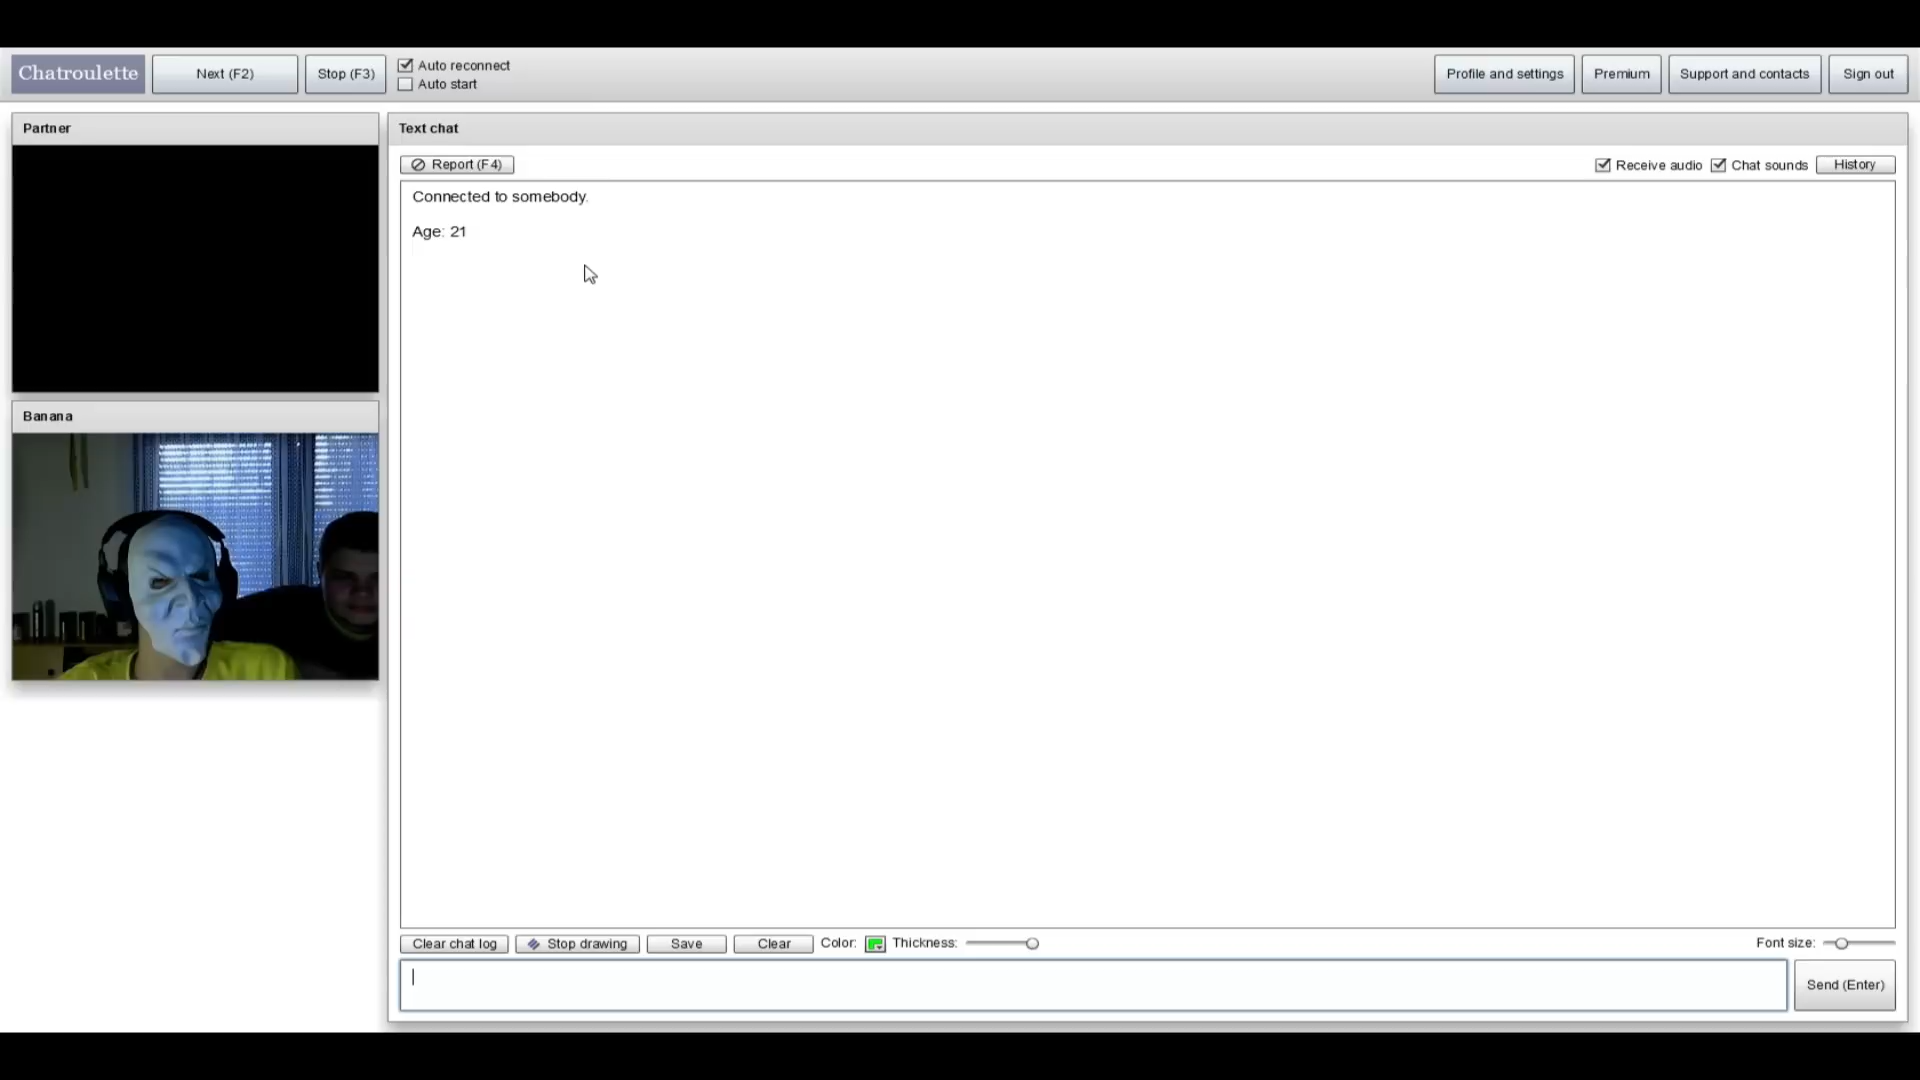 Chatroulette
Next (F2)
Stop (F3)
Auto reconnect
Auto start
Profile and settings
Premium
Support and contacts
Sign out
Partner
Banana
Text chat
Report (F4)
Receive audio
Chat sounds
History
Connected to somebody.
Age: 21
Clear chat log
Stop drawing
Save
Clear
Color:
Thickness:
Font size:
Send (Enter)